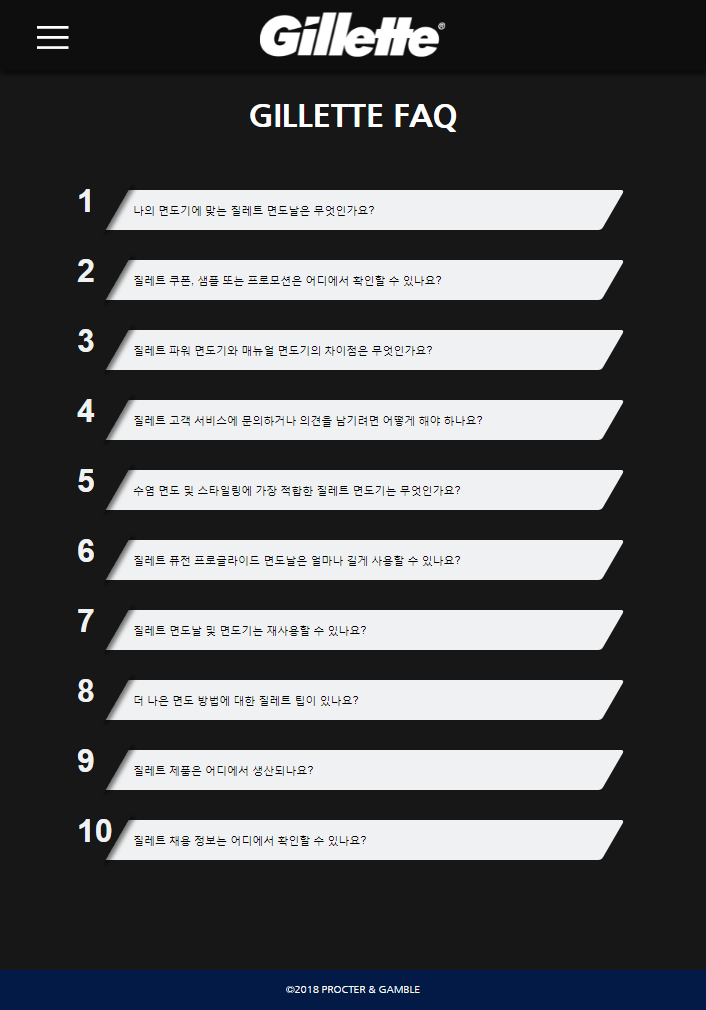 Gillette®
GILLETTE FAQ
1 나의 면도기에 맞는 질레트 면도날은 무엇인가요?
2 질레트 쿠폰, 샘플 또는 프로모션은 어디에서 확인할 수 있나요?
3 질레트 파워 면도기와 매뉴얼 면도기의 차이점은 무엇인가요?
4 질레트 고객 서비스에 문의하거나 의견을 남기려면 어떻게 해야 하나요?
5 수염 면도 및 스타일링에 가장 적합한 질레트 면도기는 무엇인가요?
6 질레트 퓨전 프로글라이드 면도날은 얼마나 길게 사용할 수 있나요?
7 질레트 면도날 및 면도기는 재사용할 수 있나요?
8 더 나은 면도 방법에 대한 질레트 팁이 있나요?
9 질레트 제품은 어디에서 생산되나요?
10 질레트 채용 정보는 어디에서 확인할 수 있나요?
©2018 PROCTER & GAMBLE